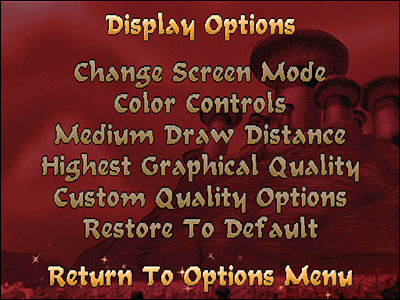 Display Options
Change Screen Mode
Color Controls
Medium Draw Distance
Highest Graphical Quality
Custom Quality Options
Restore To Default
Return To Options Menu